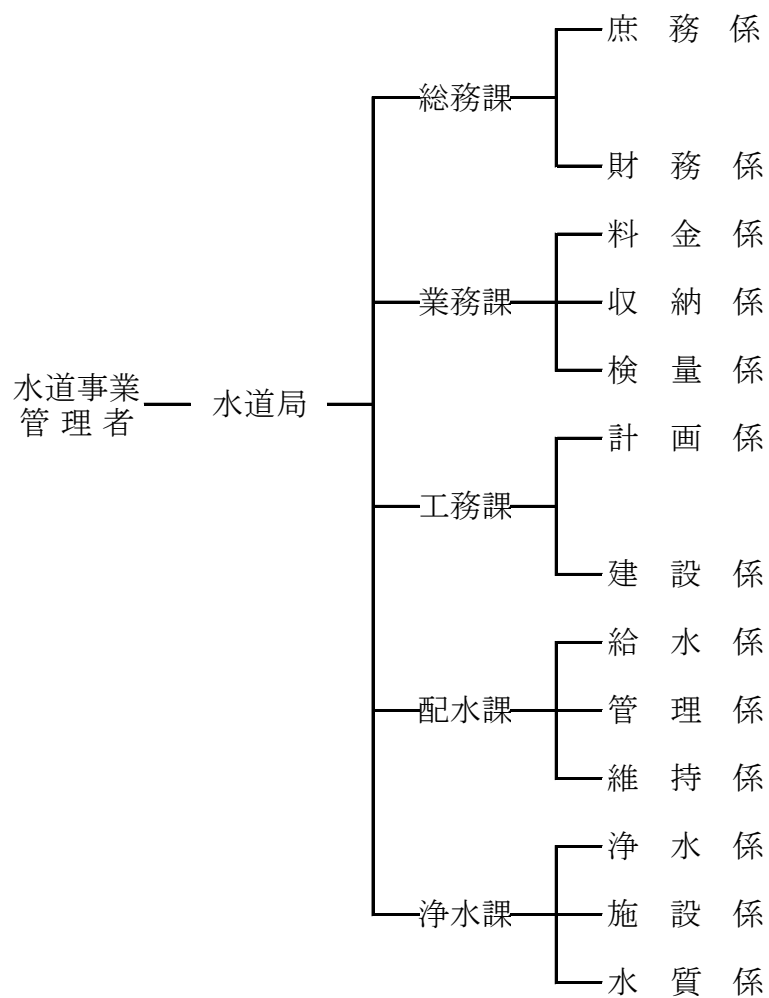 水道事業
管理者
水道局
総務課
庶務係
財務係
業務課
料金係
収納係
検量係
工務課
計画係
建設係
配水課
給水係
管理係
維持係
浄水課
浄水係
施設係
水質係